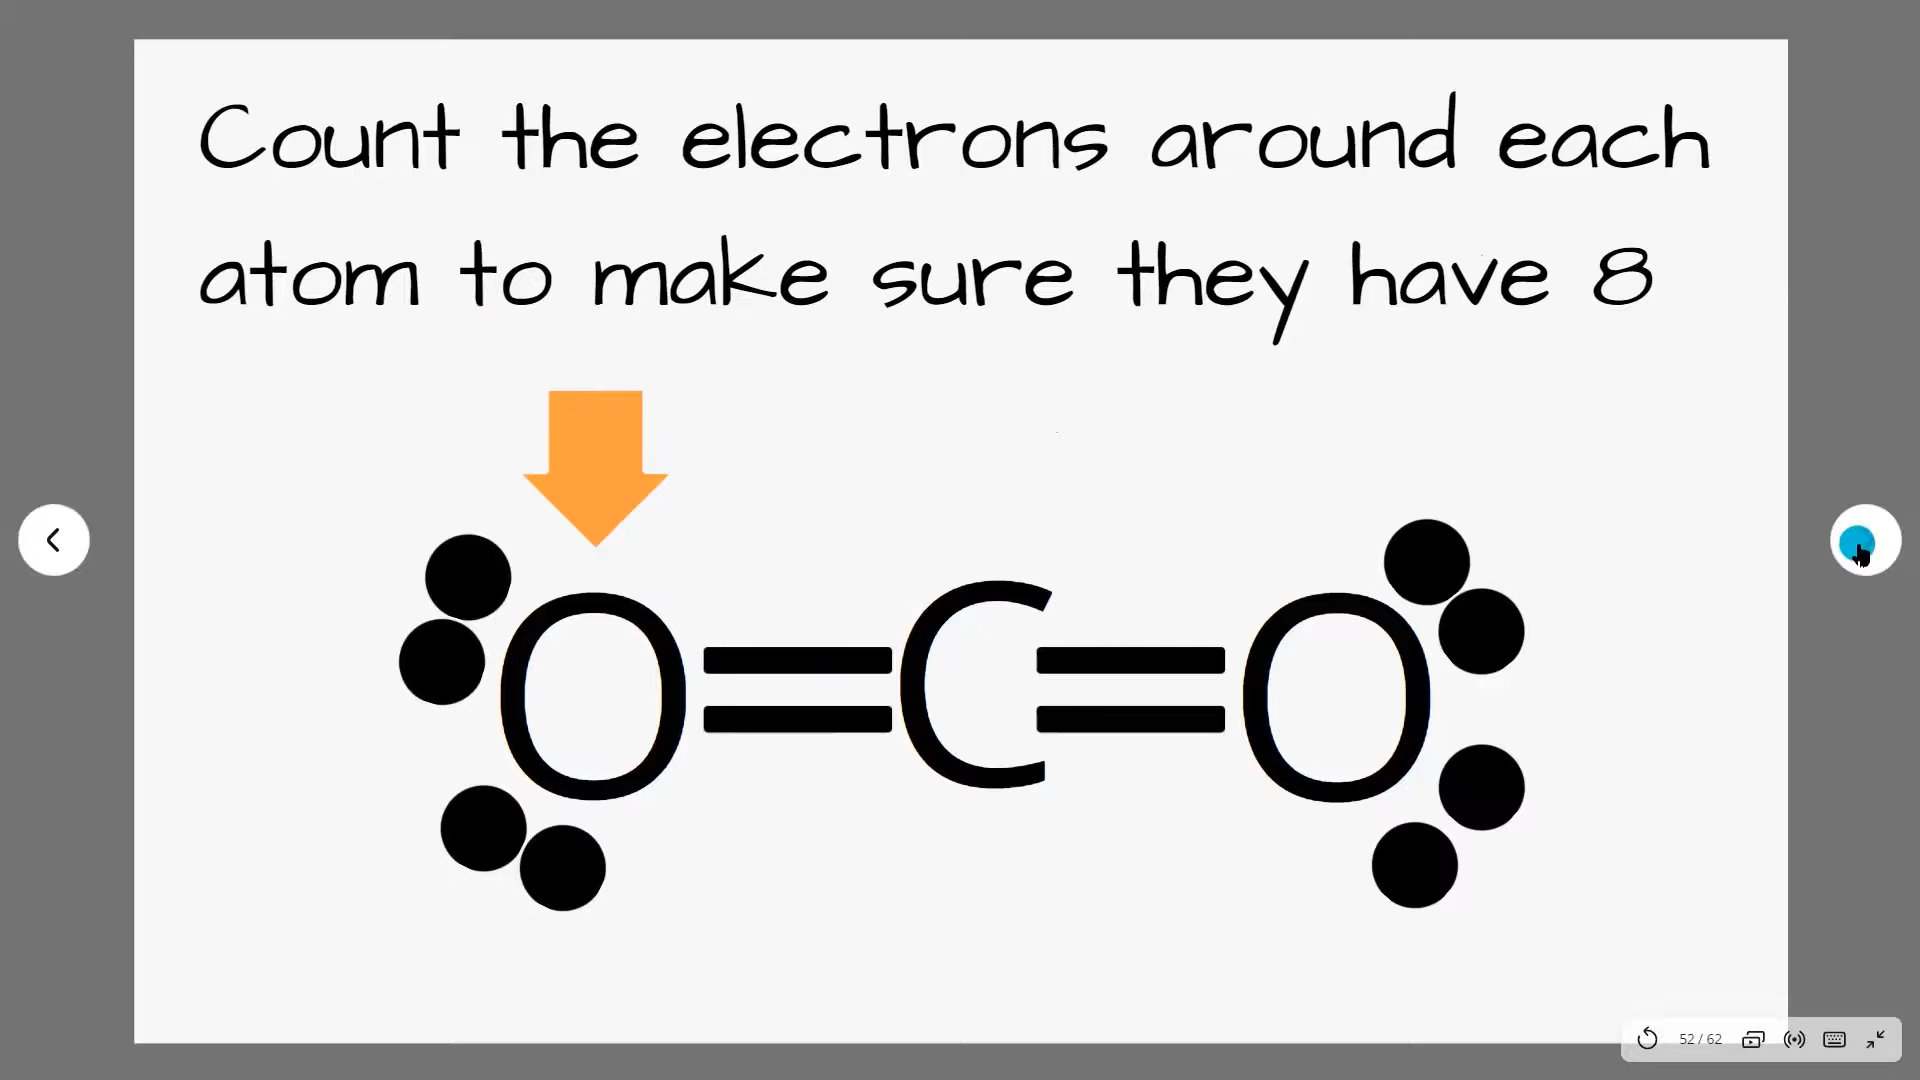 Count the electrons around each
atom to make sure they have 8
O=C=O
52 / 62